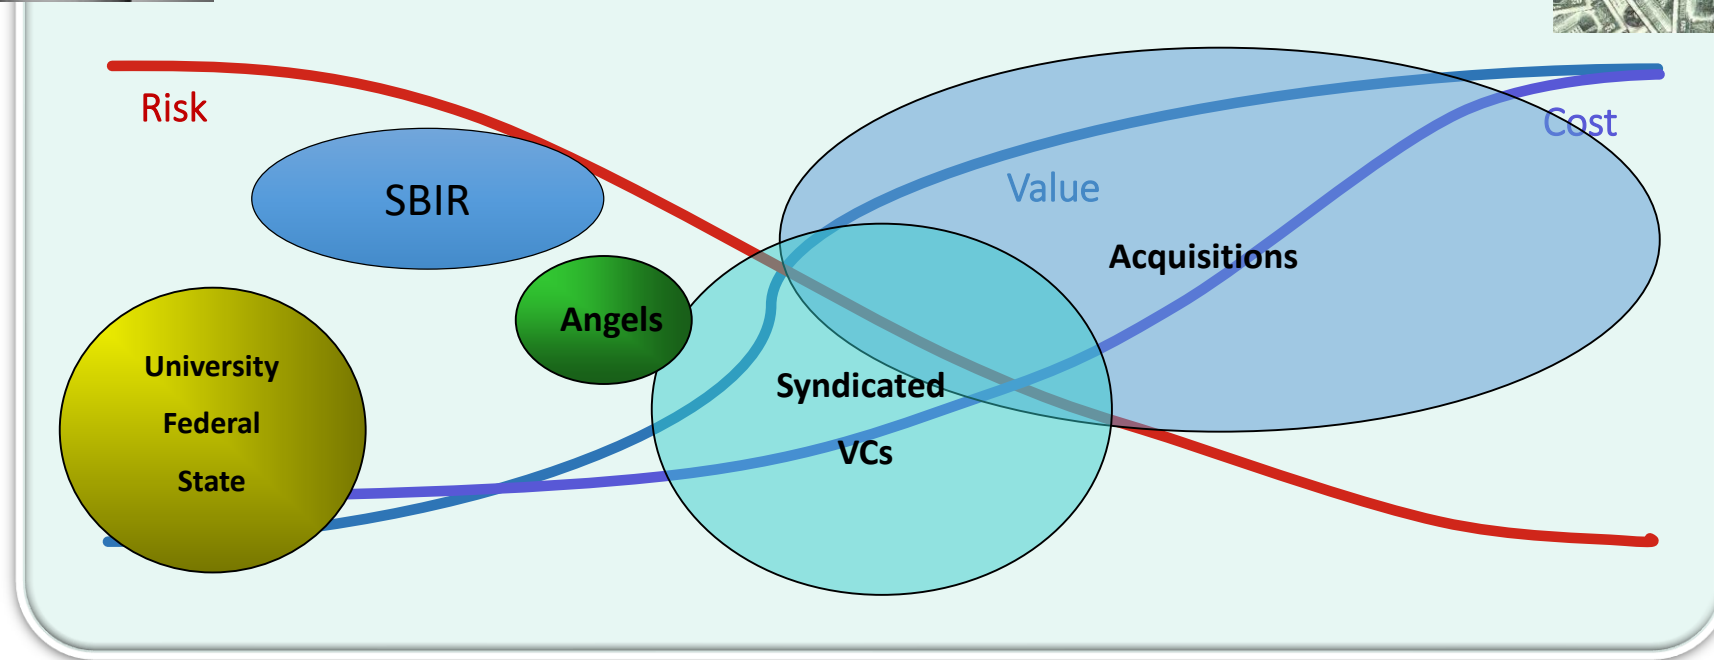 Risk
Cost
Value
SBIR
Acquisitions
Angels
University
Federal
State
Syndicated
VCs